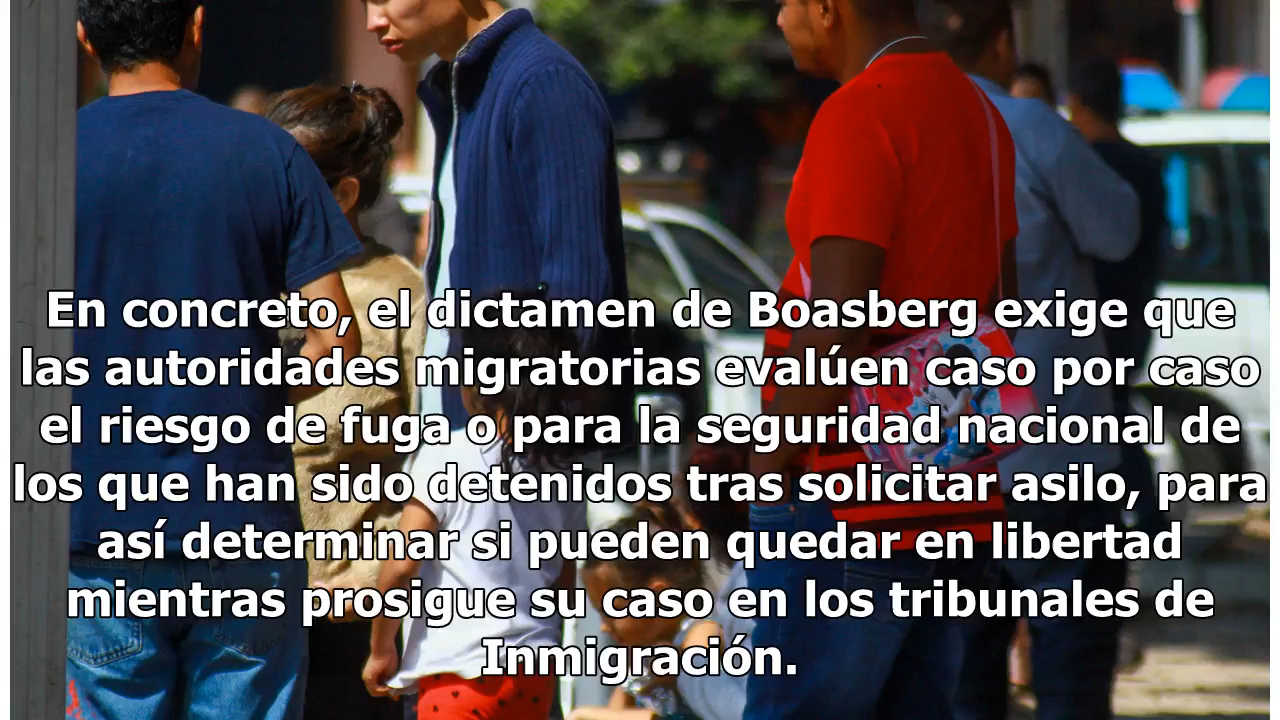 En concreto, el dictamen de Boasberg exige que
las autoridades migratorias evalúen caso por caso
el riesgo de fuga o para la seguridad nacional de
los que han sido detenidos tras solicitar asilo, para
así determinar si pueden quedar en libertad
mientras prosigue su caso en los tribunales de
Inmigración.